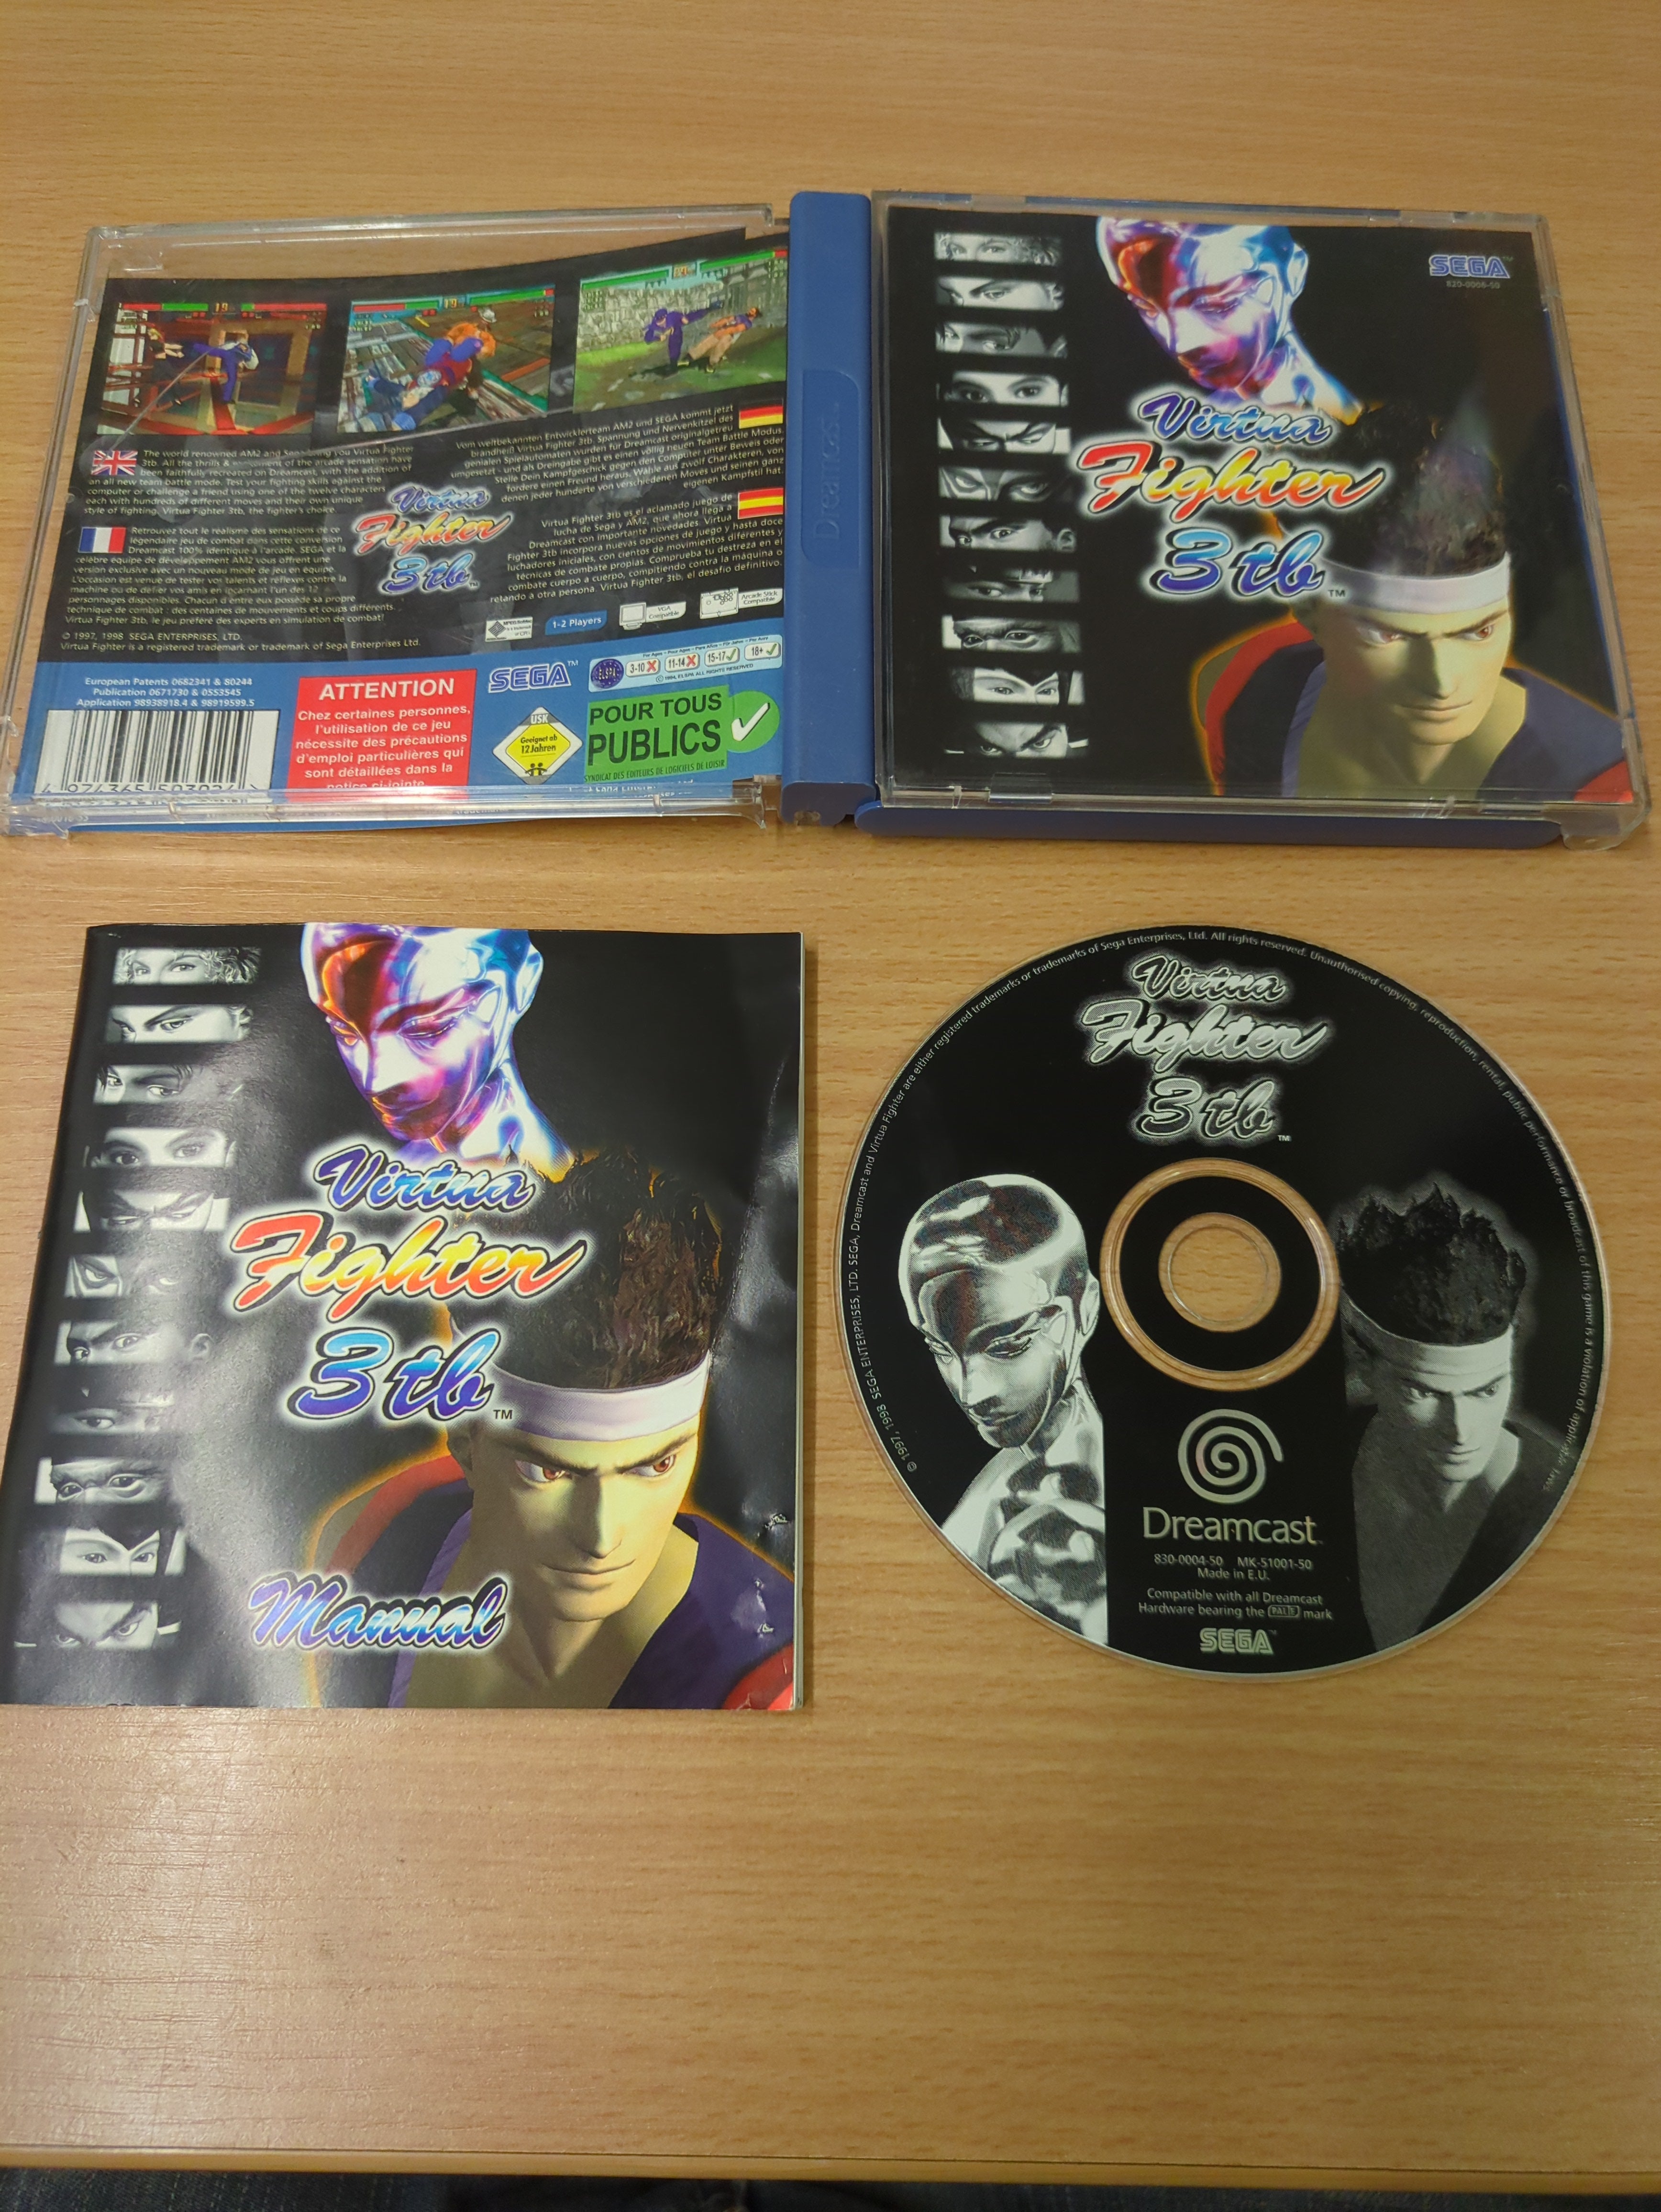 The world renowned AM2 and Sega bring you Virtua Fighter
3tb. All the thrills & excitement of the arcade sensation have
been faithfully recreated on Dreamcast, with the addition of
an all new team battle mode. Test your fighting skills against the
computer or challenge a friend using one of the twelve characters
each with hundreds of different moves and their own unique
style of fighting. Virtua Fighter 3tb, the fighter's choice.
Retrouvez tout le réalisme des sensations de ce
légendaire jeu de combat dans cette conversion
Dreamcast 100% identique à l'arcade. SEGA et la
célèbre équipe de développement AM2 vous offrent une
version exclusive avec un nouveau mode de jeu en équipe.
L'occasion est venue de tester vos talents et réflexes contre la
machine ou de défier vos amis en incarnant l'un des 12
personnages disponibles. Chacun d'entre eux possède sa propre
technique de combat : des centaines de mouvements et coups différents.
Virtua Fighter 3tb, le jeu préféré des experts en simulation de combat!
© 1997, 1998 SEGA ENTERPRISES, LTD.
Virtua Fighter is a registered trademark or trademark of Sega Enterprises Ltd.
Vom weltbekannten Entwicklerteam AM2 und SEGA kommt jetzt
brandheiß Virtua Fighter 3tb. Spannung und Nervenkitzel des
genialen Spielautomaten wurden für Dreamcast originalgetreu
umgesetzt - und als Dreingabe gibt es einen völlig neuen Team Battle Modus.
Stelle Dein Kampfgeschick gegen den Computer unter Beweis oder
fordere einen Freund heraus. Wähle aus zwölf Charakteren, von
denen jeder hunderte von verschiedenen Moves und seinen ganz
eigenen Kampfstil hat.
Virtua Fighter 3tb es el aclamado juego de
lucha de Sega y AM2, que ahora llega a
Dreamcast con importante novedades. Virtua
Fighter 3tb incorpora nuevas opciones de juego y hasta doce
luchadores iniciales, con cientos de movimientos diferentes y
técnicas de combate propias. Comprueba tu destreza en el
combate cuerpo a cuerpo, compitiendo contra la máquina o
retando a otra persona. Virtua Fighter 3tb, el desafío definitivo.
Virtua
Fighter
3tb™
1-2 Players
VGA
Compatible
Arcade Stick
Compatible
European Patents 0682341 & 80244
Publication 0671730 & 0553545
Application 98938918.4 & 98919599.5
ATTENTION
Chez certaines personnes,
l'utilisation de ce jeu
nécessite des précautions
d'emploi particulières qui
sont détaillées dans la
notice ci-jointe
SEGA™
ELSPA
3-10 11-14 15-17 18+
© 1994, ELSPA ALL RIGHTS RESERVED
USK
Geeignet ab
12 Jahren
POUR TOUS
PUBLICS
SYNDICAT DES EDITEURS DE LOGICIELS DE LOISIR
Dreamcast
SEGA™
820-0006-50
Virtua
Fighter
3tb™
Virtua
Fighter
3tb™
Manual
Virtua
Fighter
3tb™
© 1997, 1998 SEGA ENTERPRISES, LTD. SEGA, Dreamcast and Virtua Fighter are either registered trademarks or trademarks of Sega Enterprises, Ltd. All rights reserved. Unauthorised copying, reproduction, rental, public performance or broadcast of this game is a violation of applicable laws.
Dreamcast™
830-0004-50 MK-51001-50
Made in E.U.
Compatible with all Dreamcast
Hardware bearing the PAL mark
SEGA™